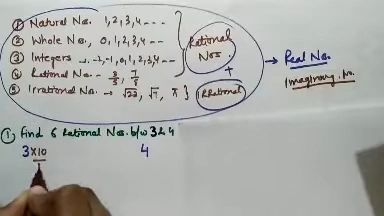 ① Natural No. 1, 2, 3, 4 ---
② Whole No. 0, 1, 2, 3, 4 --
③ Integers -- -2, -1, 0, 1, 2, 3, 4 --
④ Rational No. - 2/3, 7/5
⑤ Irrational No. → √22, √7, π }
Rational Nos. + Irrational → Real No.
Imaginary. No.
① Find 6 Rational Nos. b/w 3 & 4
3×10 4